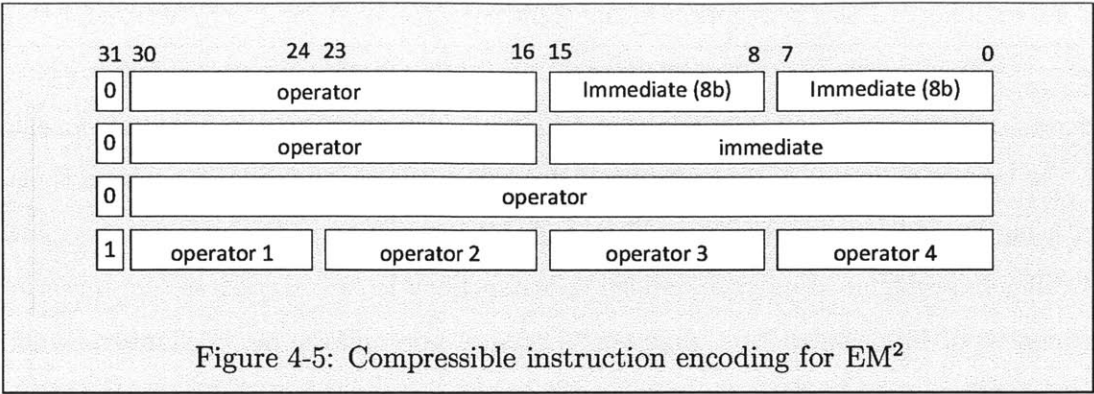 31 30 24 23 16 15 8 7 0
0 operator Immediate (8b) Immediate (8b)
0 operator immediate
0 operator
1 operator 1 operator 2 operator 3 operator 4
Figure 4-5: Compressible instruction encoding for EM²